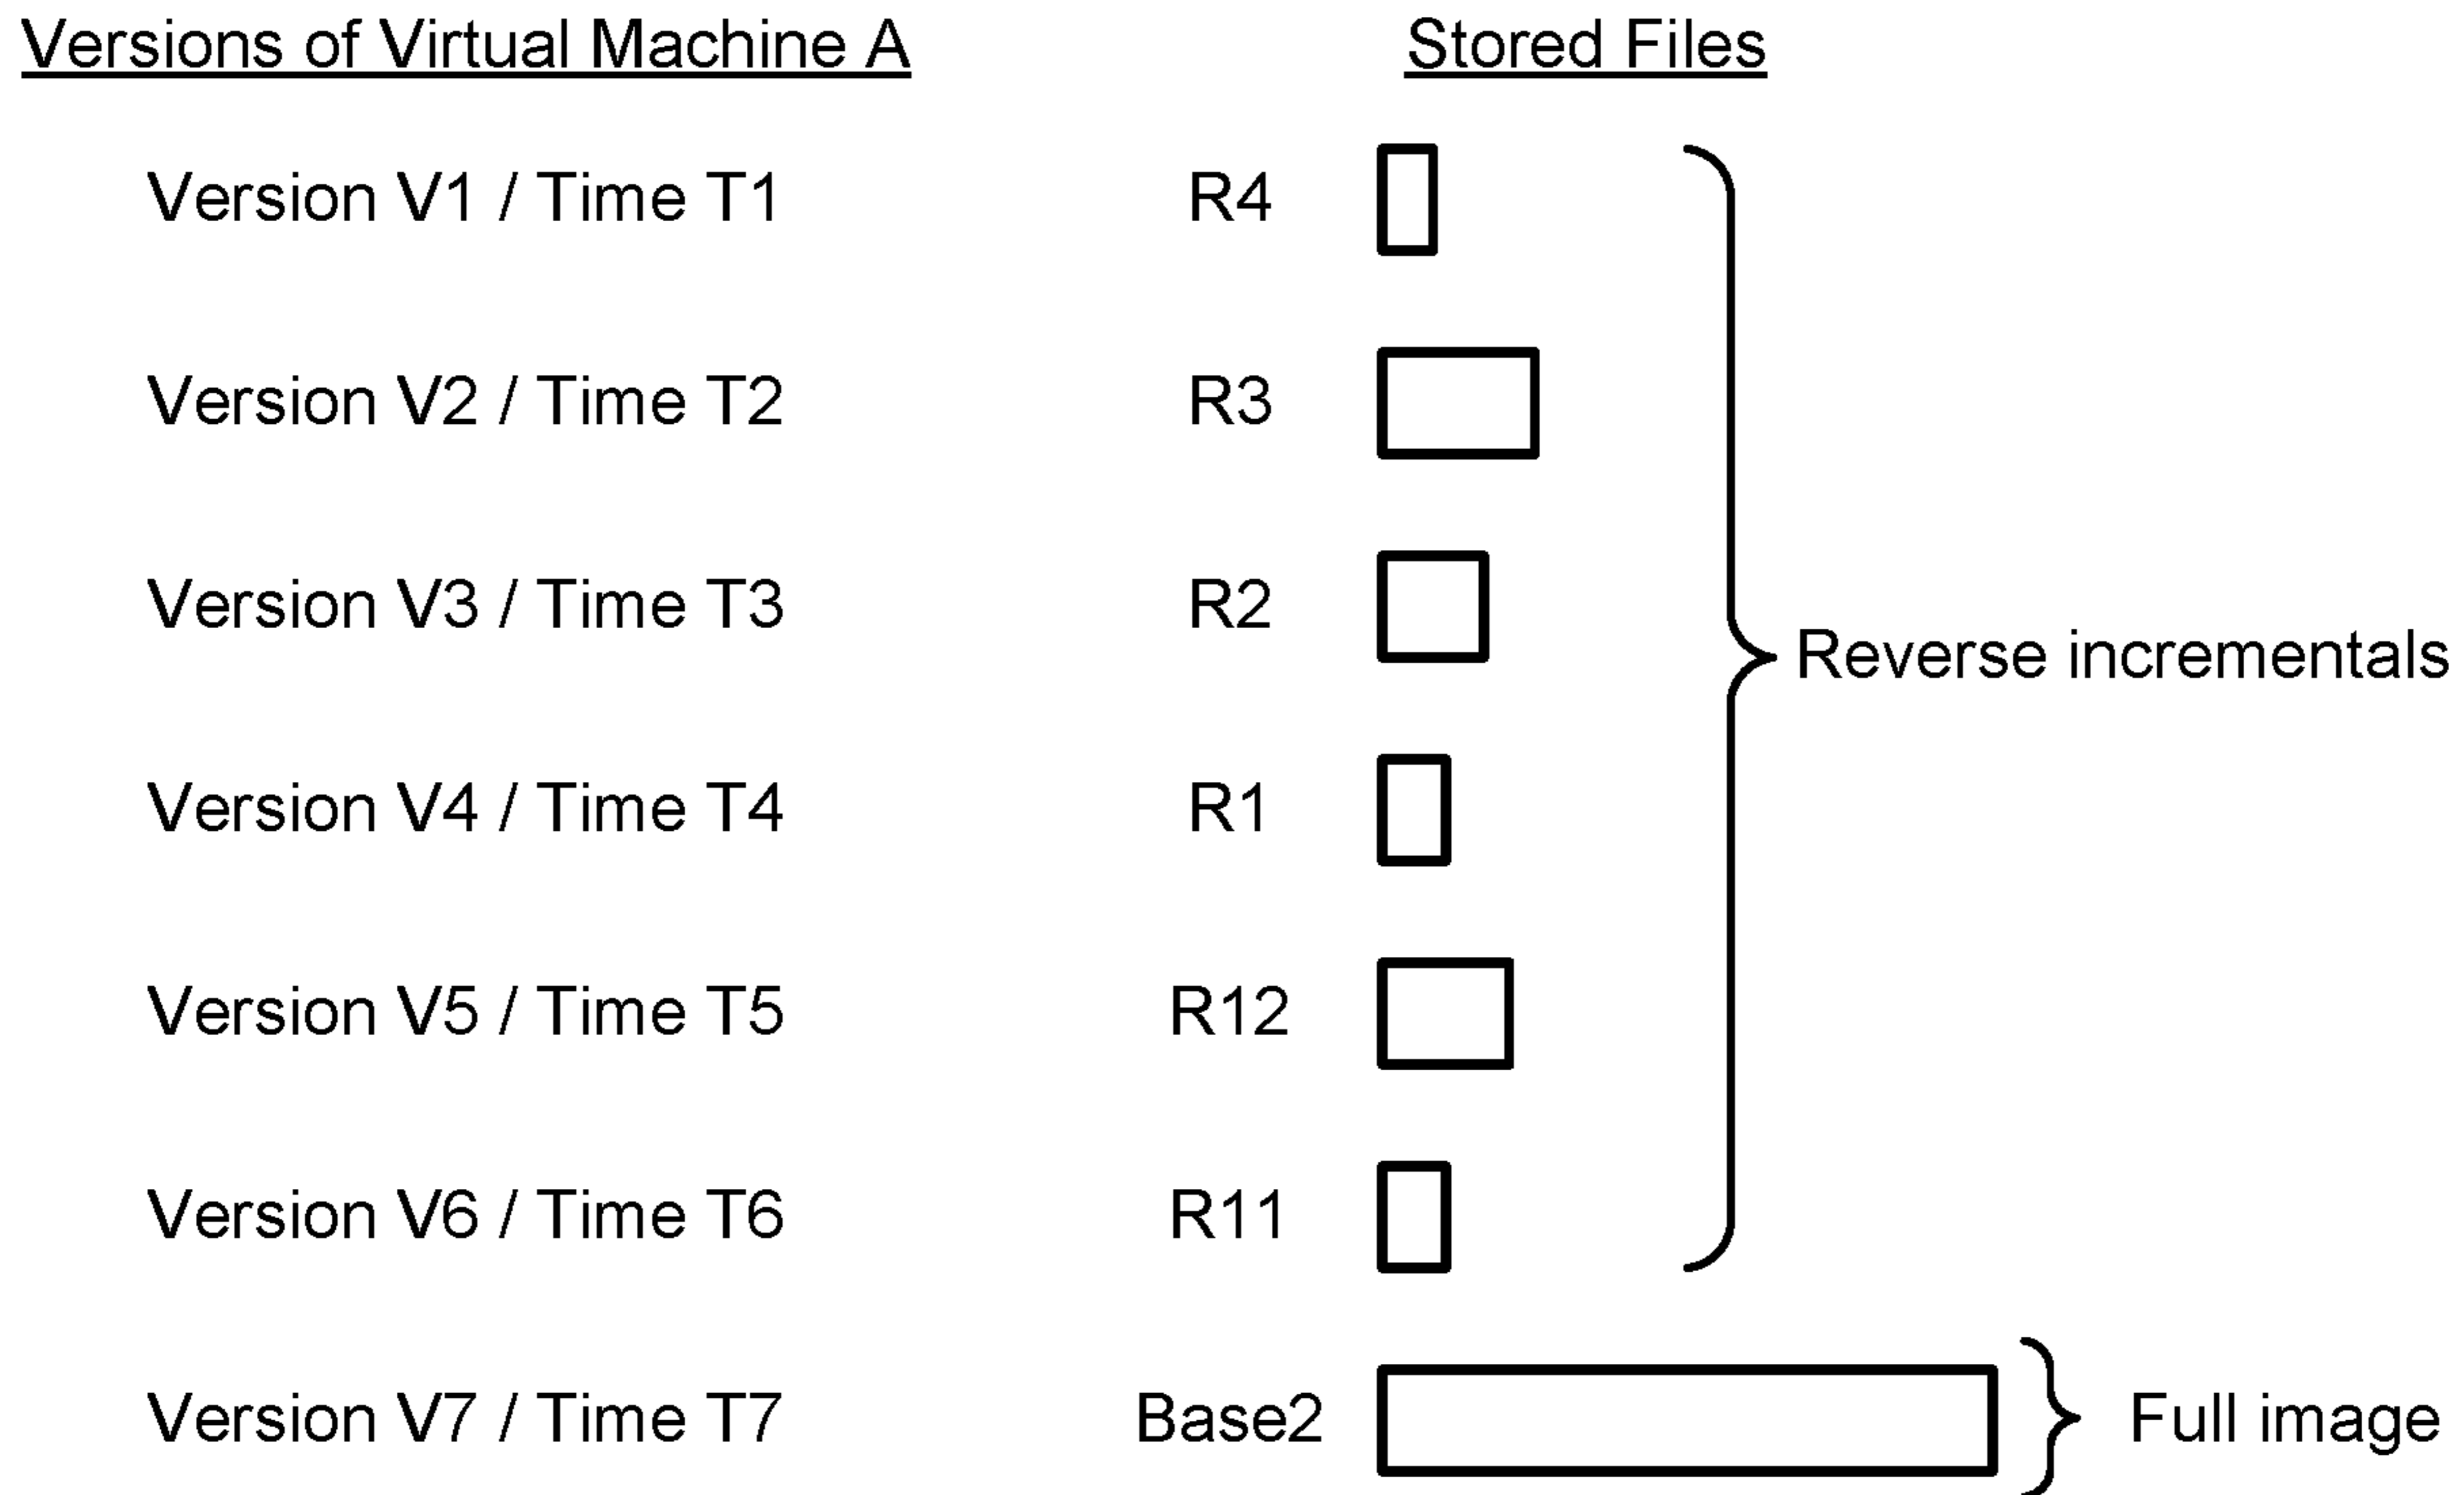 Versions of Virtual Machine A Stored Files
Version V1 / Time T1 R4
Version V2 / Time T2 R3
Version V3 / Time T3 R2
Reverse incrementals
Version V4 / Time T4 R1
Version V5 / Time T5 R12
Version V6 / Time T6 R11
Version V7 / Time T7 Base2 Full image